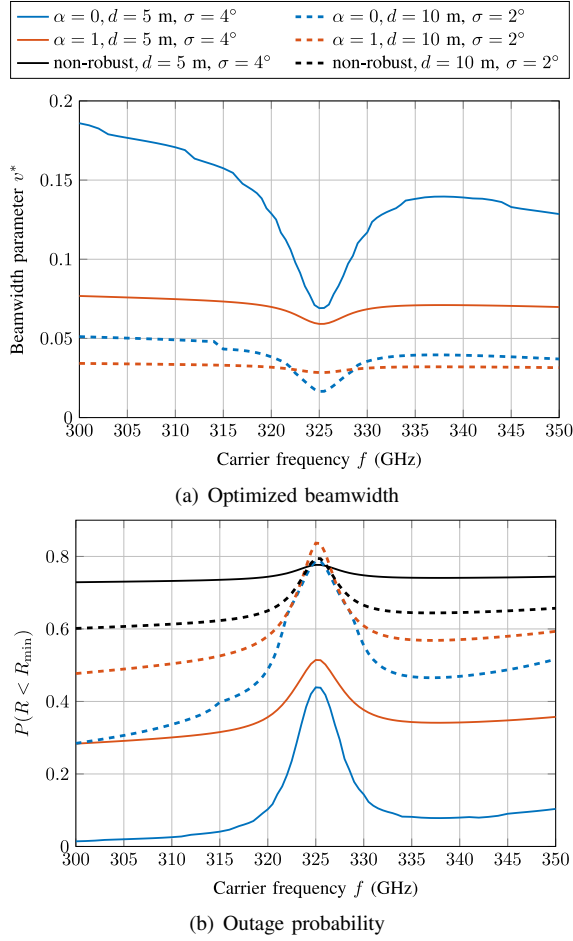 α = 0, d = 5 m, σ = 4° α = 0, d = 10 m, σ = 2°
α = 1, d = 5 m, σ = 4° α = 1, d = 10 m, σ = 2°
non-robust, d = 5 m, σ = 4° non-robust, d = 10 m, σ = 2°
0.2
0.15
0.1
0.05
0
Beamwidth parameter v*
300 305 310 315 320 325 330 335 340 345 350
Carrier frequency f (GHz)
(a) Optimized beamwidth
0.8
0.6
0.4
0.2
0
P(R < Rmin)
300 305 310 315 320 325 330 335 340 345 350
Carrier frequency f (GHz)
(b) Outage probability